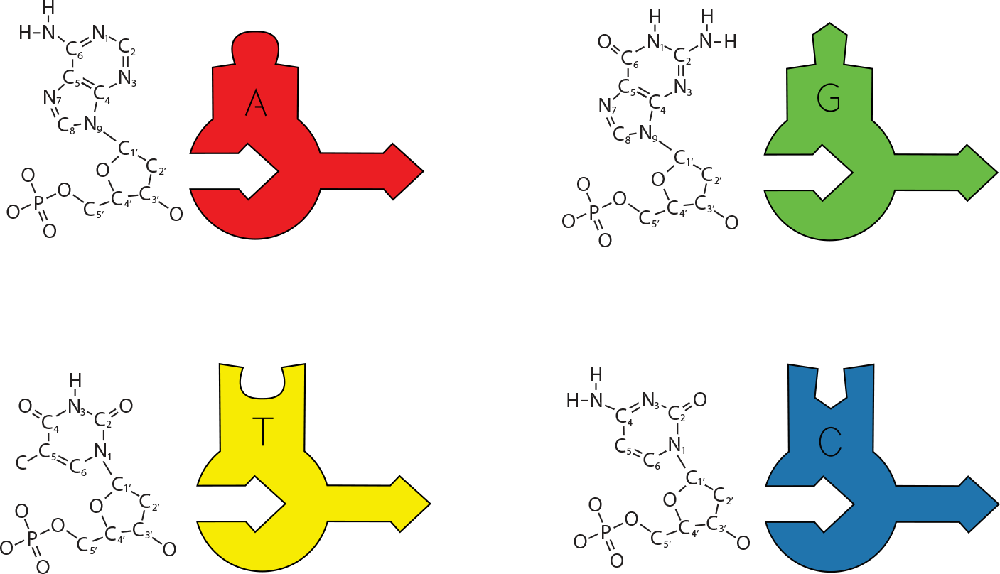 H
H N N1
C6 C2
C5 N3
N7 C4
C8 N9
C1′
O C2′
O O C4′ C3′
P C5′ O
O
O
A
H H
O N1 N H
C6 C2
C5 N3
N7 C4
C8 N9
C1′
O C2′
O O C4′ C3′
P C5′ O
O
O
G
H
O N3 O
C4 C2
C5 N1
C C6
C1′
O C2′
O O C4′ C3′
P C5′ O
O
O
T
H
H N N3 O
C4 C2
C5 N1
C6
C1′
O C2′
O O C4′ C3′
P C5′ O
O
O
C